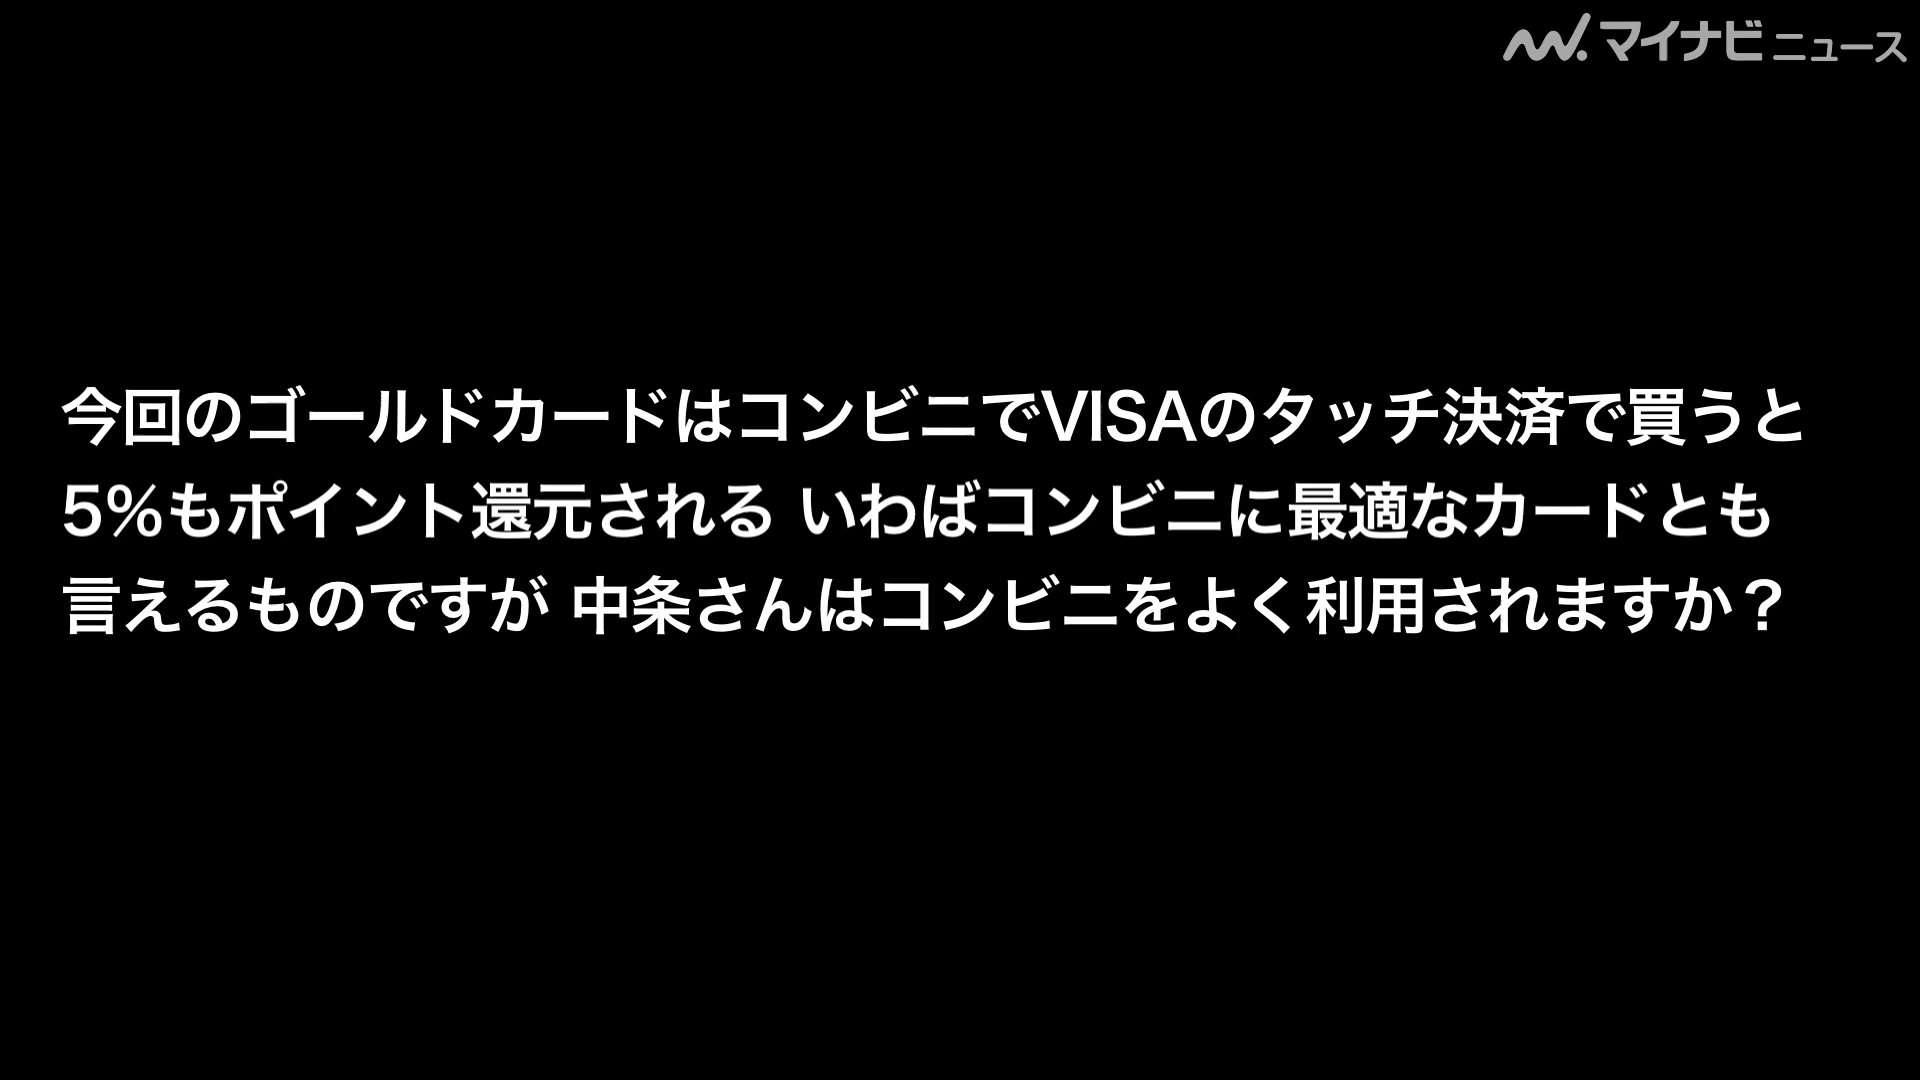 マイナビニュース
今回のゴールドカードはコンビニでVISAのタッチ決済で買うと
5%もポイント還元される いわばコンビニに最適なカードとも
言えるものですが 中条さんはコンビニをよく利用されますか？